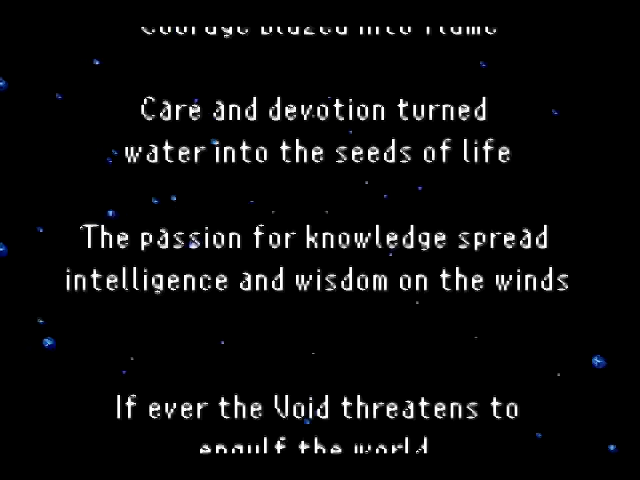 Courage blazed into flame
Care and devotion turned
water into the seeds of life
The passion for knowledge spread
intelligence and wisdom on the winds
If ever the Void threatens to
engulf the world